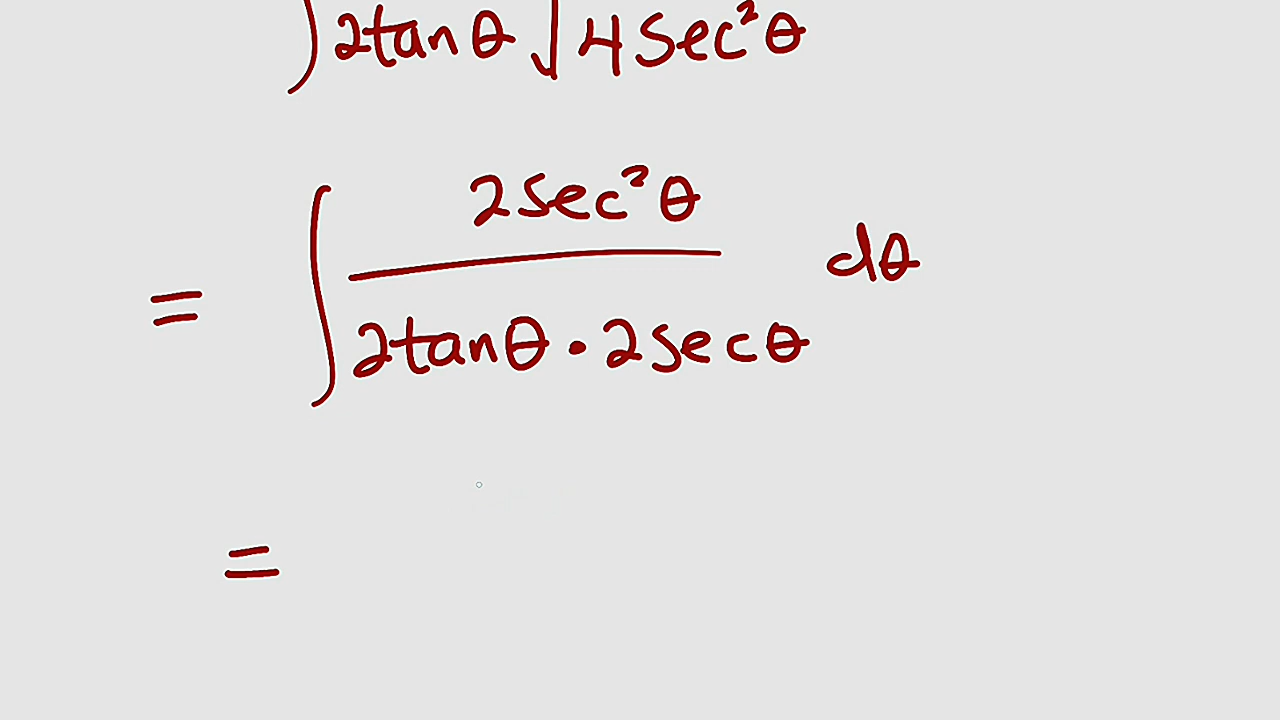 ∫ 2tanθ √4sec²θ
2sec²θ
= ∫ ───── dθ
2tanθ · 2secθ
=